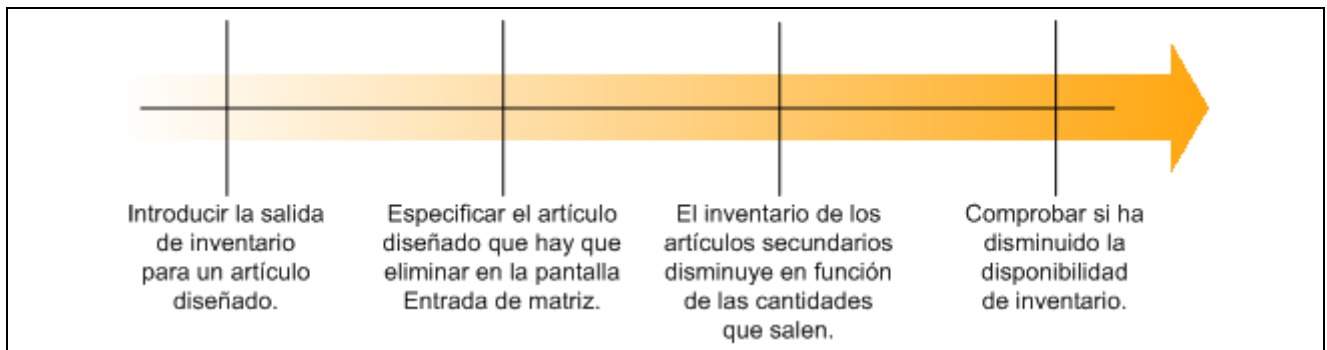 Introducir la salida
de inventario
para un artículo
diseñado.
Especificar el artículo
diseñado que hay que
eliminar en la pantalla
Entrada de matriz.
El inventario de los
artículos secundarios
disminuye en función
de las cantidades
que salen.
Comprobar si ha
disminuido la
disponibilidad
de inventario.